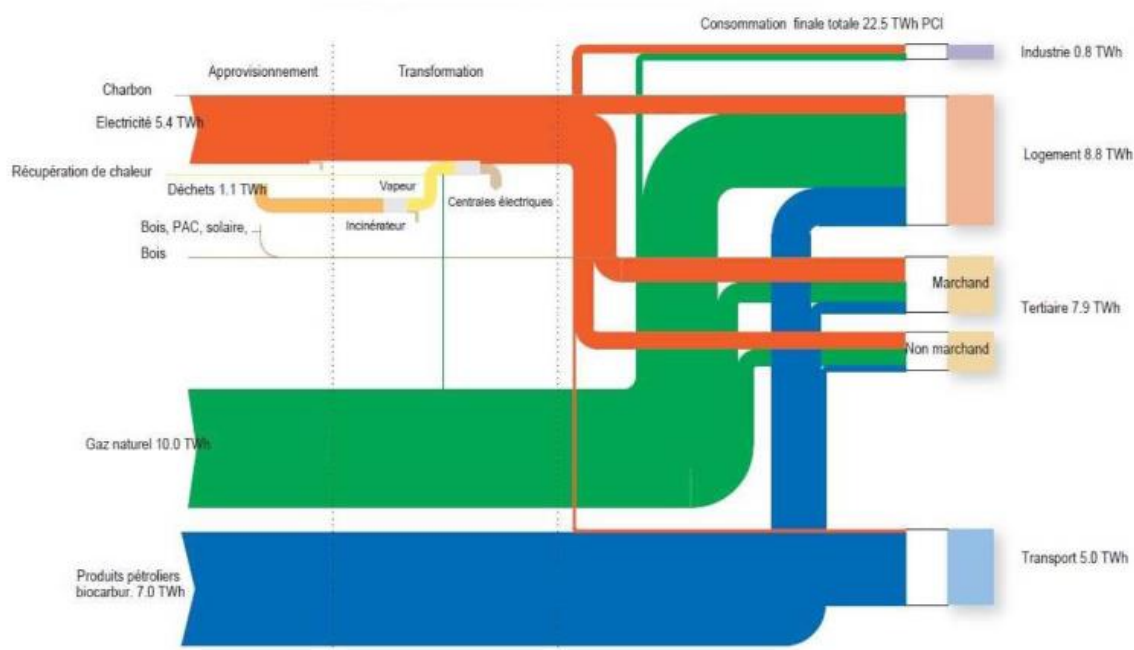 Consommation finale totale 22.5 TWh PCI
Industrie 0.8 TWh
Approvisionnement
Transformation
Charbon
Electricité 5.4 TWh
Logement 8.8 TWh
Récupération de chaleur
Déchets 1.1 TWh
Vapeur
Centrales électriques
Bois, PAC, solaire, ...
Incinérateur
Bois
Marchand
Tertiaire 7.9 TWh
Non marchand
Gaz naturel 10.0 TWh
Produits pétroliers
biocarbur. 7.0 TWh
Transport 5.0 TWh